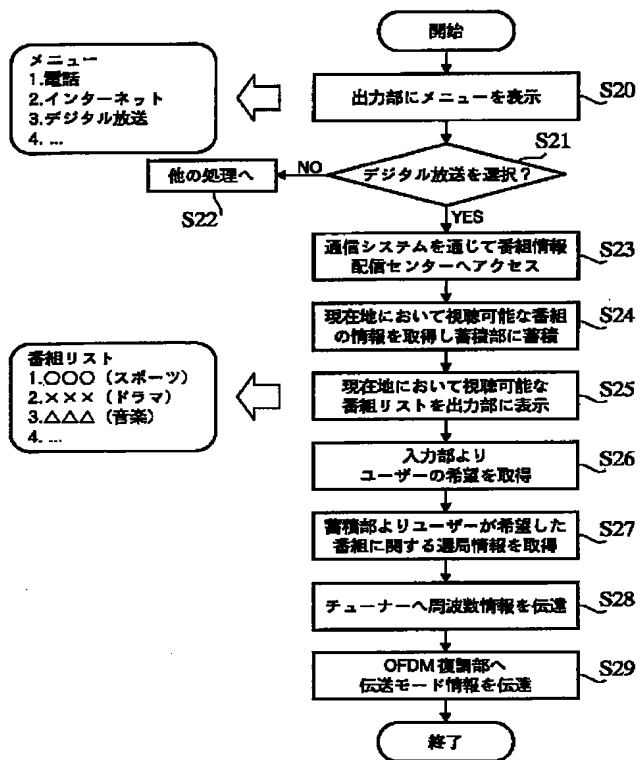 開始
メニュー
1.電話
2.インターネット
3.デジタル放送
4. ...
出力部にメニューを表示
S20
デジタル放送を選択？
S21
NO
他の処理へ
S22
YES
通信システムを通じて番組情報
配信センターへアクセス
S23
現在地において視聴可能な番組
の情報を取得し蓄積部に蓄積
S24
番組リスト
1.○○○（スポーツ）
2.×××（ドラマ）
3.△△△（音楽）
4. ...
現在地において視聴可能な
番組リストを出力部に表示
S25
入力部より
ユーザーの希望を取得
S26
蓄積部よりユーザーが希望した
番組に関する選局情報を取得
S27
チューナーへ周波数情報を伝達
S28
OFDM復調部へ
伝送モード情報を伝達
S29
終了